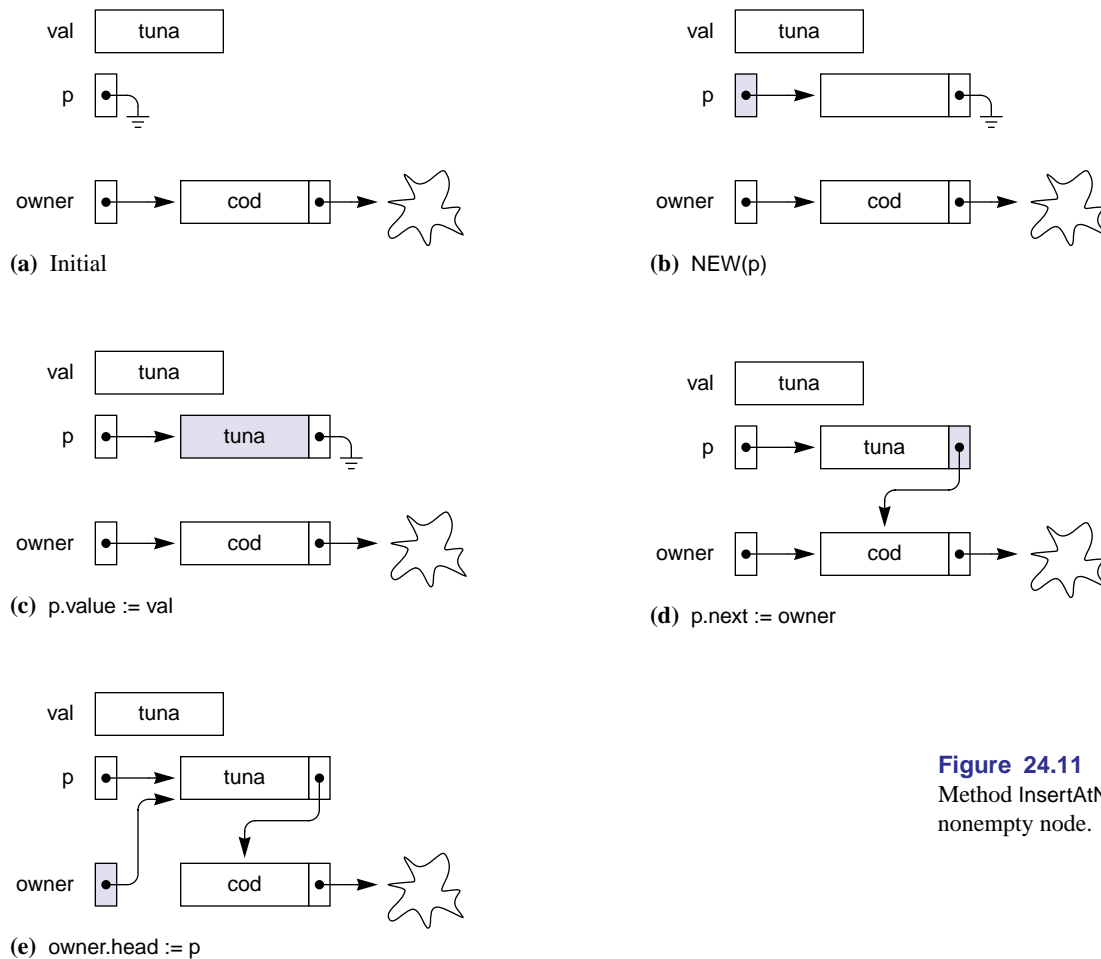 val tuna
p
owner cod
(a) Initial
val tuna
p
owner cod
(b) NEW(p)
val tuna
p tuna
owner cod
(c) p.value := val
val tuna
p tuna
owner cod
(d) p.next := owner
val tuna
p tuna
owner cod
(e) owner.head := p
Figure 24.11
Method InsertAt
nonempty node.